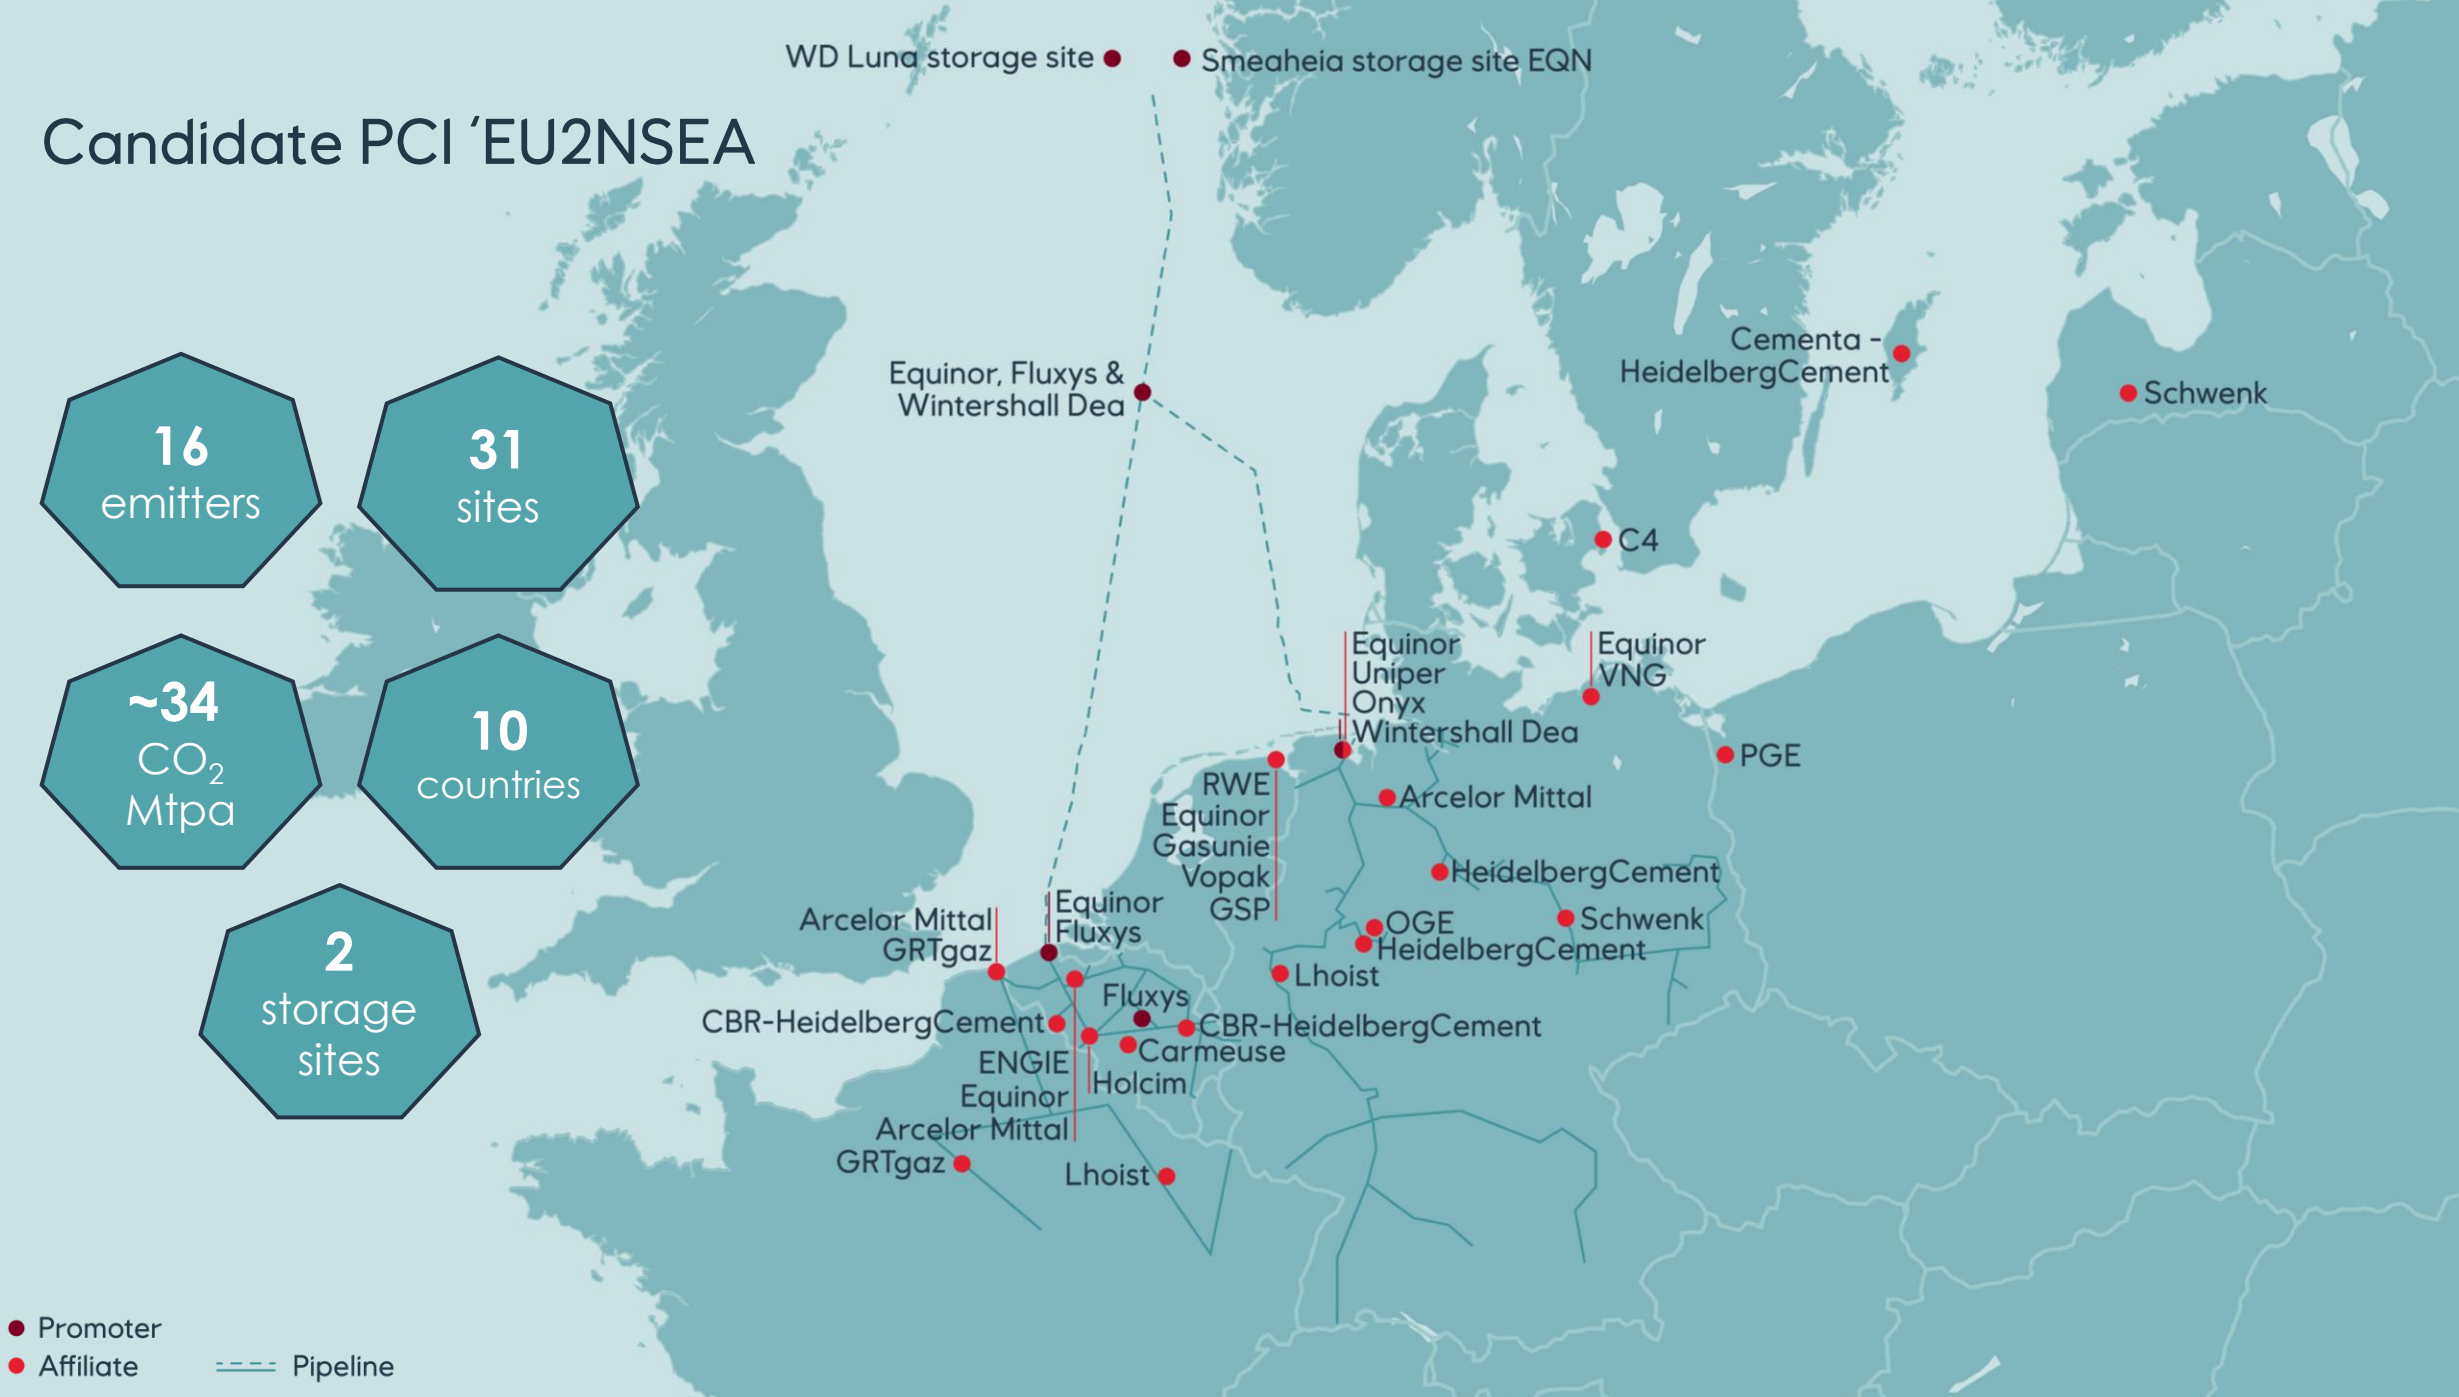 WD Luna storage site
Smeaheia storage site EQN
Candidate PCI ‘EU2NSEA
Cementa -
HeidelbergCement
Schwenk
Equinor, Fluxys &
Wintershall Dea
16
emitters
31
sites
C4
~34
CO₂
Mtpa
10
countries
2
storage
sites
Equinor
Uniper
Onyx
Wintershall Dea
Equinor
VNG
PGE
RWE
Equinor
Gasunie
Vopak
GSP
Arcelor Mittal
HeidelbergCement
Arcelor Mittal
GRTgaz
Equinor
Fluxys
OGE
HeidelbergCement
Schwenk
Lhoist
Fluxys
CBR-HeidelbergCement
CBR-HeidelbergCement
Carmeuse
Holcim
ENGIE
Equinor
Arcelor Mittal
GRTgaz
Lhoist
Promoter
Affiliate
Pipeline